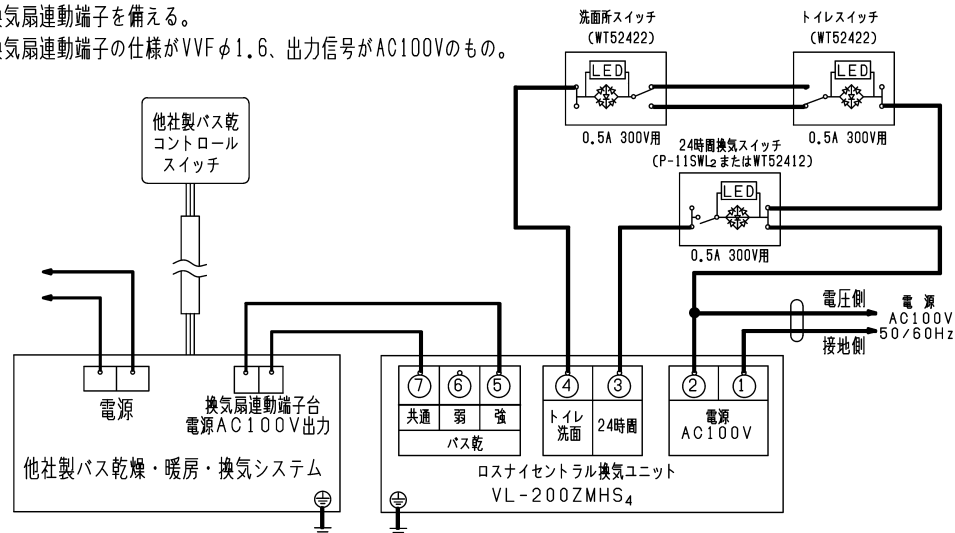 換気扇連動端子を備える。
換気扇連動端子の仕様がVVFφ1.6、出力信号がAC100Vのもの。
洗面所スイッチ
(WT52422)
トイレスイッチ
(WT52422)
LED
LED
0.5A 300V用
0.5A 300V用
他社製バス乾
コントロール
スイッチ
24時間換気スイッチ
(P-11SWL2またはWT52412)
LED
0.5A 300V用
電圧側
接地側
電 源
AC100V
50/60Hz
電源
換気扇連動端子台
電源AC100V出力
他社製バス乾燥・暖房・換気システム
⑦ ⑥ ⑤ ④ ③ ② ①
共通 弱 強
バス乾
トイレ
洗面
24時間
電源
AC100V
ロスナイセントラル換気ユニット
VL-200ZMHS4